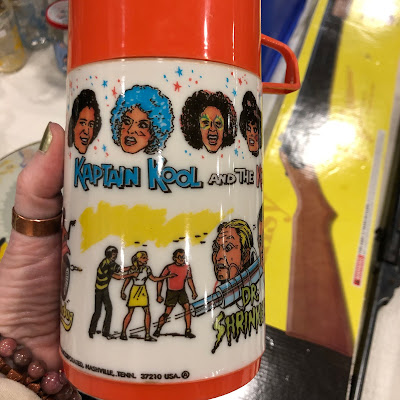 KAPTAIN KOOL AND THE K
DR
SHRINK
NASHVILLE, TENN. 37210 USA.